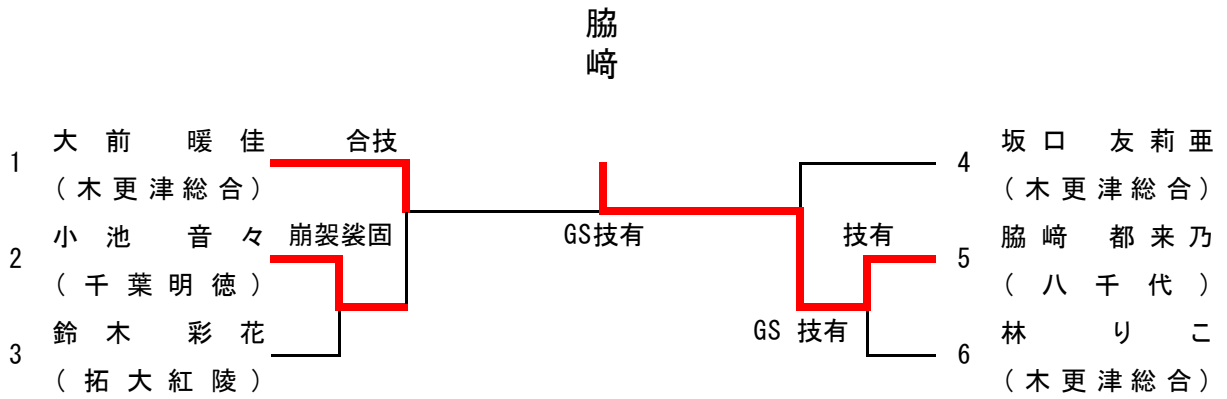 脇
﨑
大前 暖佳
合技
1
(木更津総合)
小池 音々
崩袈裟固
2
(千葉明徳)
鈴木 彩花
3
(拓大紅陵)
GS技有
坂口 友莉亜
4
(木更津総合)
技有
脇﨑 都来乃
5
(八千代)
GS 技有
林 りこ
6
(木更津総合)